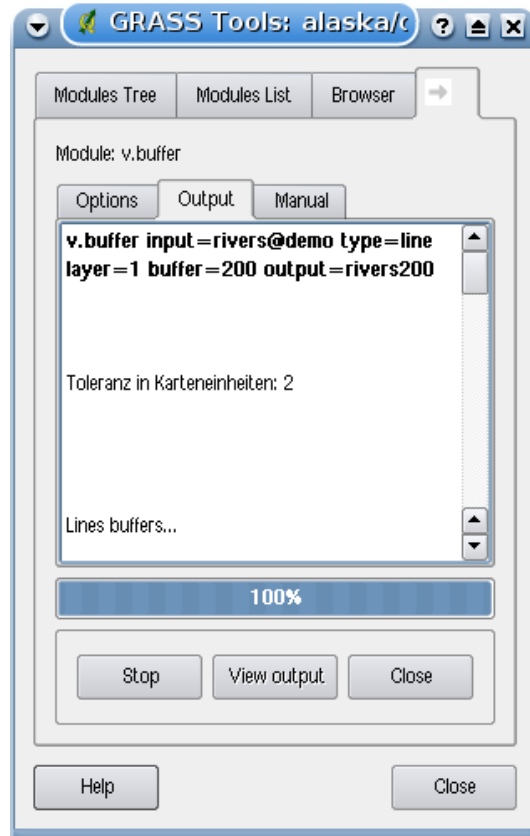 GRASS Tools: alaska/
Modules Tree Modules List Browser
Module: v.buffer
Options Output Manual
v.buffer input=rivers@demo type=line
layer=1 buffer=200 output=rivers200
Toleranz in Karteneinheiten: 2
Lines buffers...
100%
Stop View output Close
Help Close